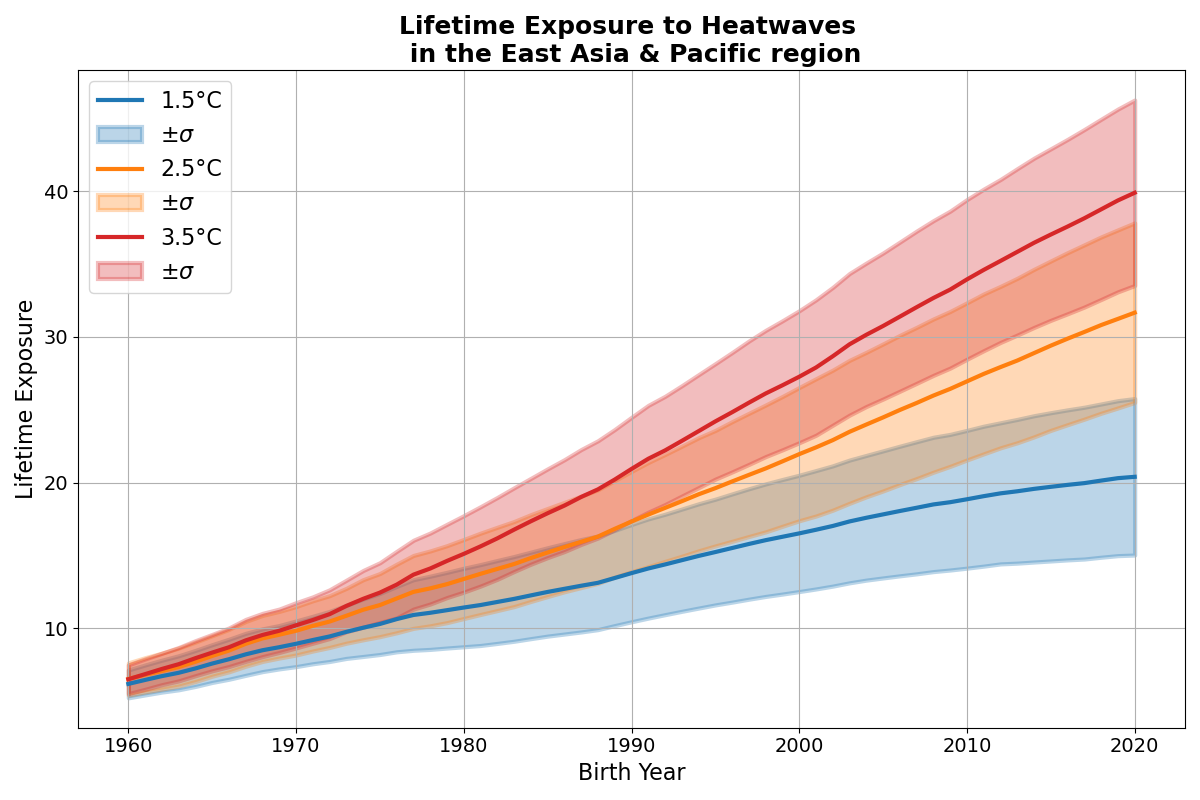 Lifetime Exposure to Heatwaves
in the East Asia & Pacific region
1.5°C
±σ
2.5°C
±σ
3.5°C
±σ
Lifetime Exposure
40
30
20
10
1960 1970 1980 1990 2000 2010 2020
Birth Year